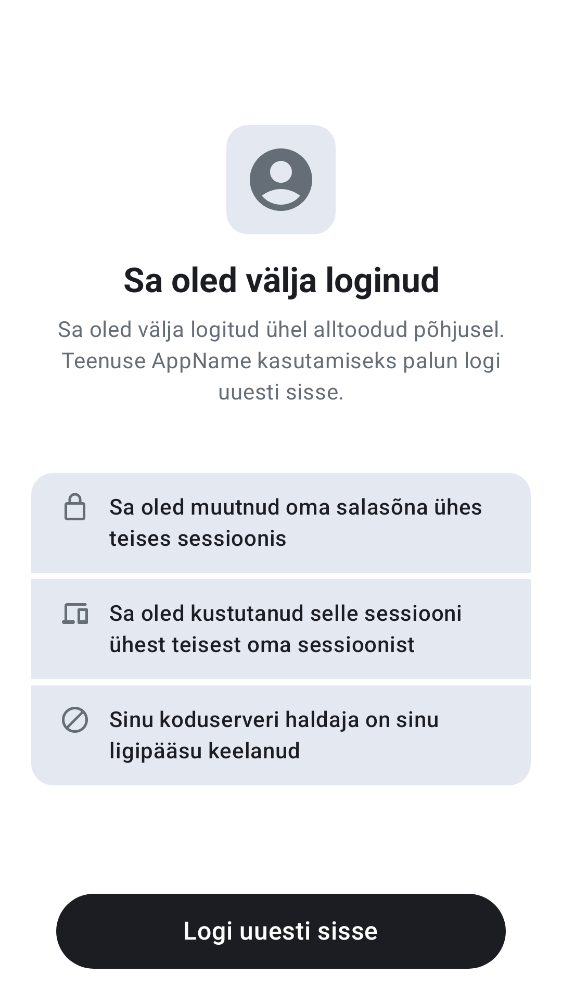 Sa oled välja loginud
Sa oled välja logitud ühel alltoodud põhjusel.
Teenuse AppName kasutamiseks palun logi
uuesti sisse.
Sa oled muutnud oma salasõna ühes
teises sessioonis
Sa oled kustutanud selle sessiooni
ühest teisest oma sessioonist
Sinu koduserveri haldaja on sinu
ligipääsu keelanud
Logi uuesti sisse